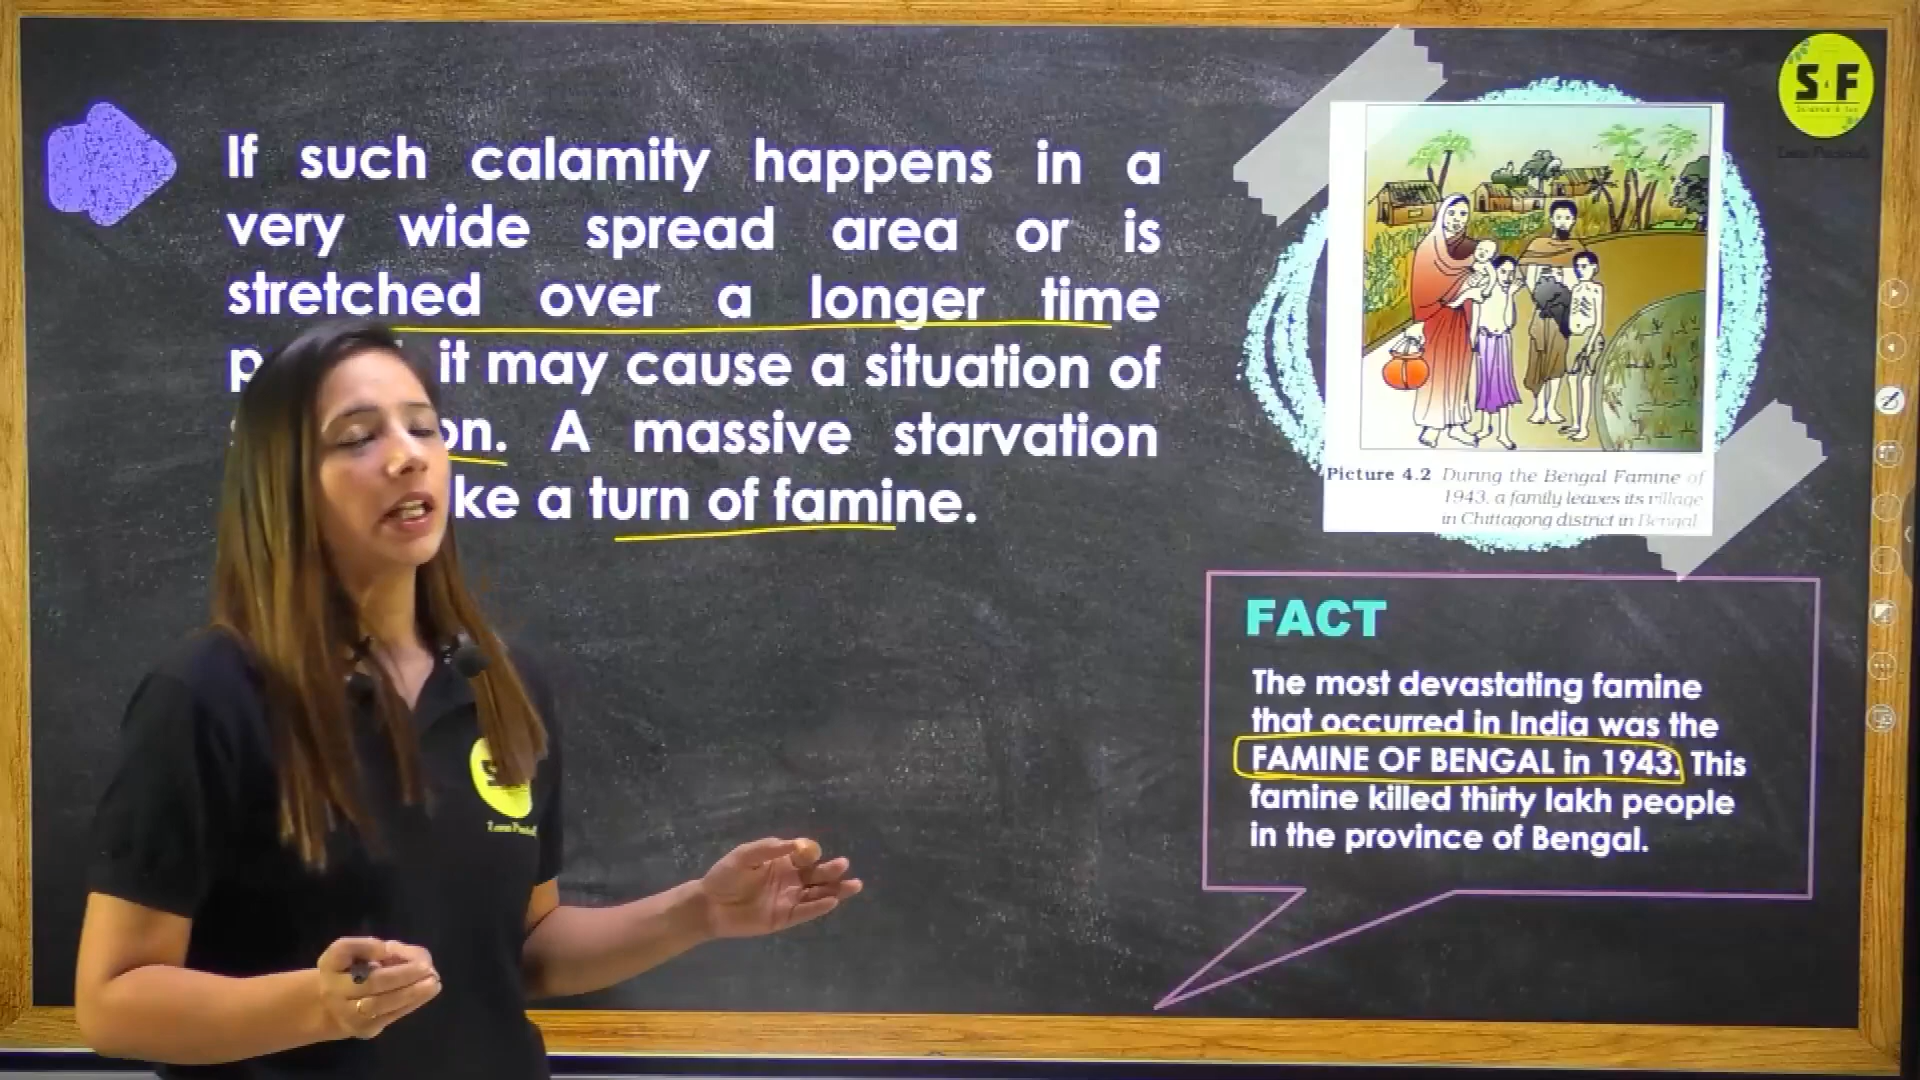 If such calamity happens in a
very wide spread area or is
stretched over a longer time
it may cause a situation of
A massive starvation
a turn of famine.
S F
Picture 4.2 During the Bengal Famine of
1943, a family leaves its village
in Chittagong district in Bengal.
FACT
The most devastating famine
that occurred in India was the
FAMINE OF BENGAL in 1943. This
famine killed thirty lakh people
in the province of Bengal.